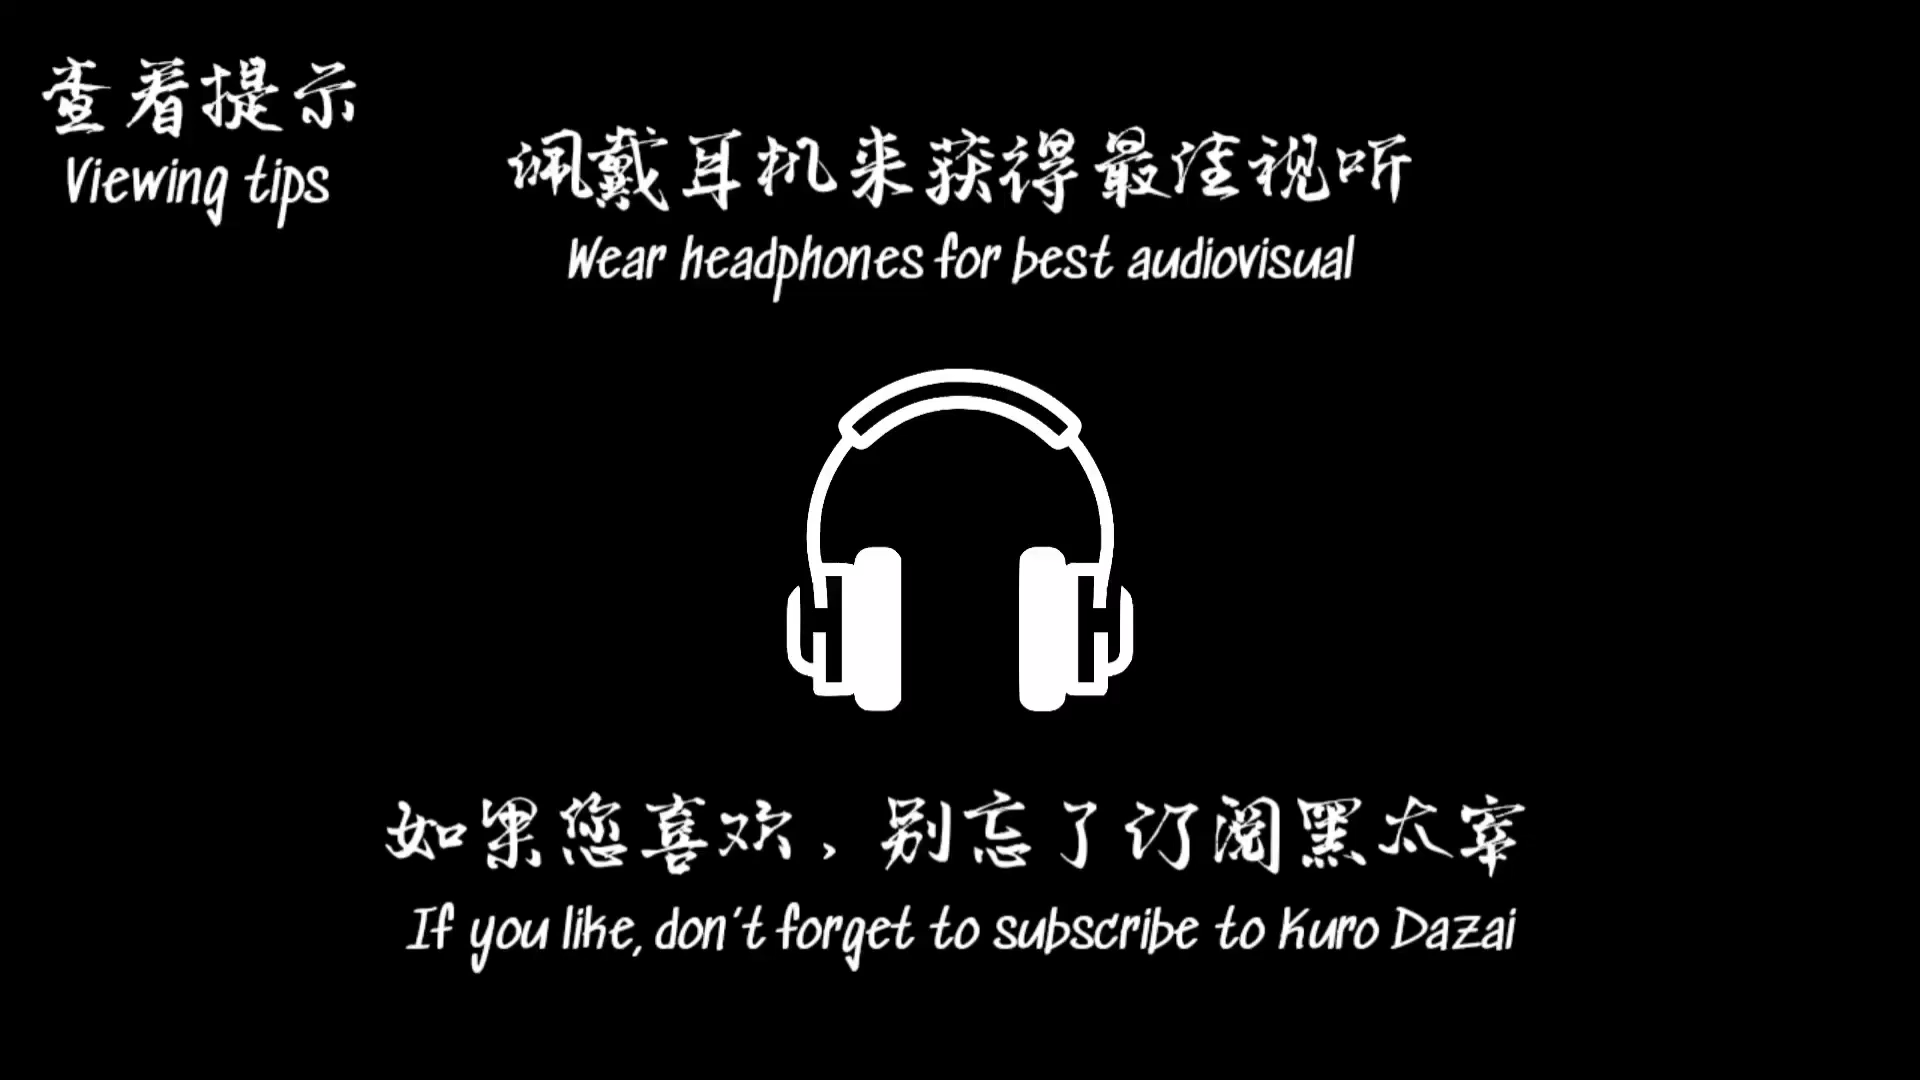 查看提示
Viewing tips
佩戴耳机来获得最佳视听
Wear headphones for best audiovisual
如果您喜欢，别忘了订阅黑太宰
If you like, don't forget to subscribe to Kuro Dazai